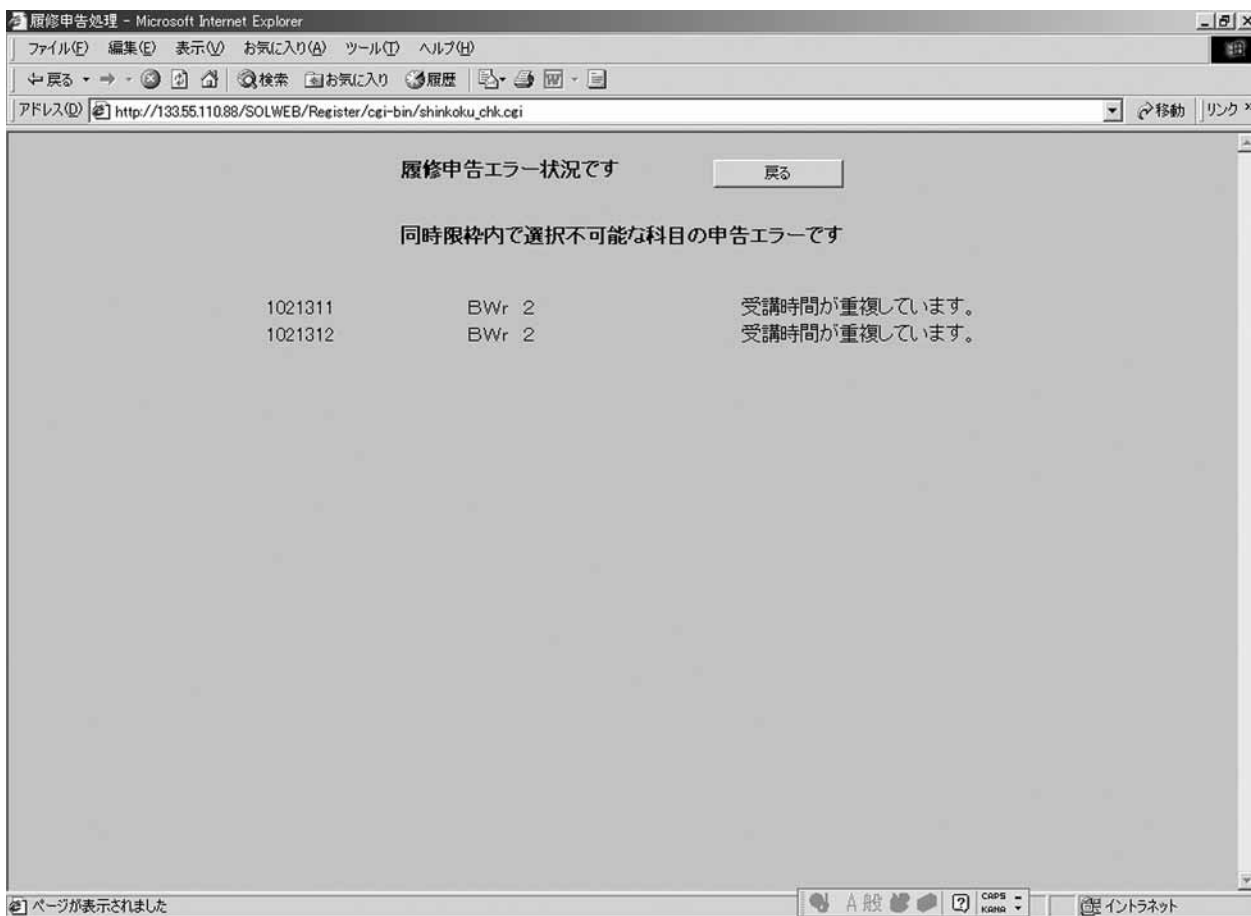 履修申告処理 - Microsoft Internet Explorer
ファイル(F) 編集(E) 表示(V) お気に入り(A) ツール(T) ヘルプ(H)
戻る 検索 お気に入り 履歴
アドレス(D) http://133.55.110.88/SOLWEB/Register/cgi-bin/shinkoku_chk.cgi 移動 リンク »
履修申告エラー状況です 戻る
同時限枠内で選択不可能な科目の申告エラーです
1021311 BWr 2 受講時間が重複しています。
1021312 BWr 2 受講時間が重複しています。
ページが表示されました A 般 CAPS KANA イントラネット